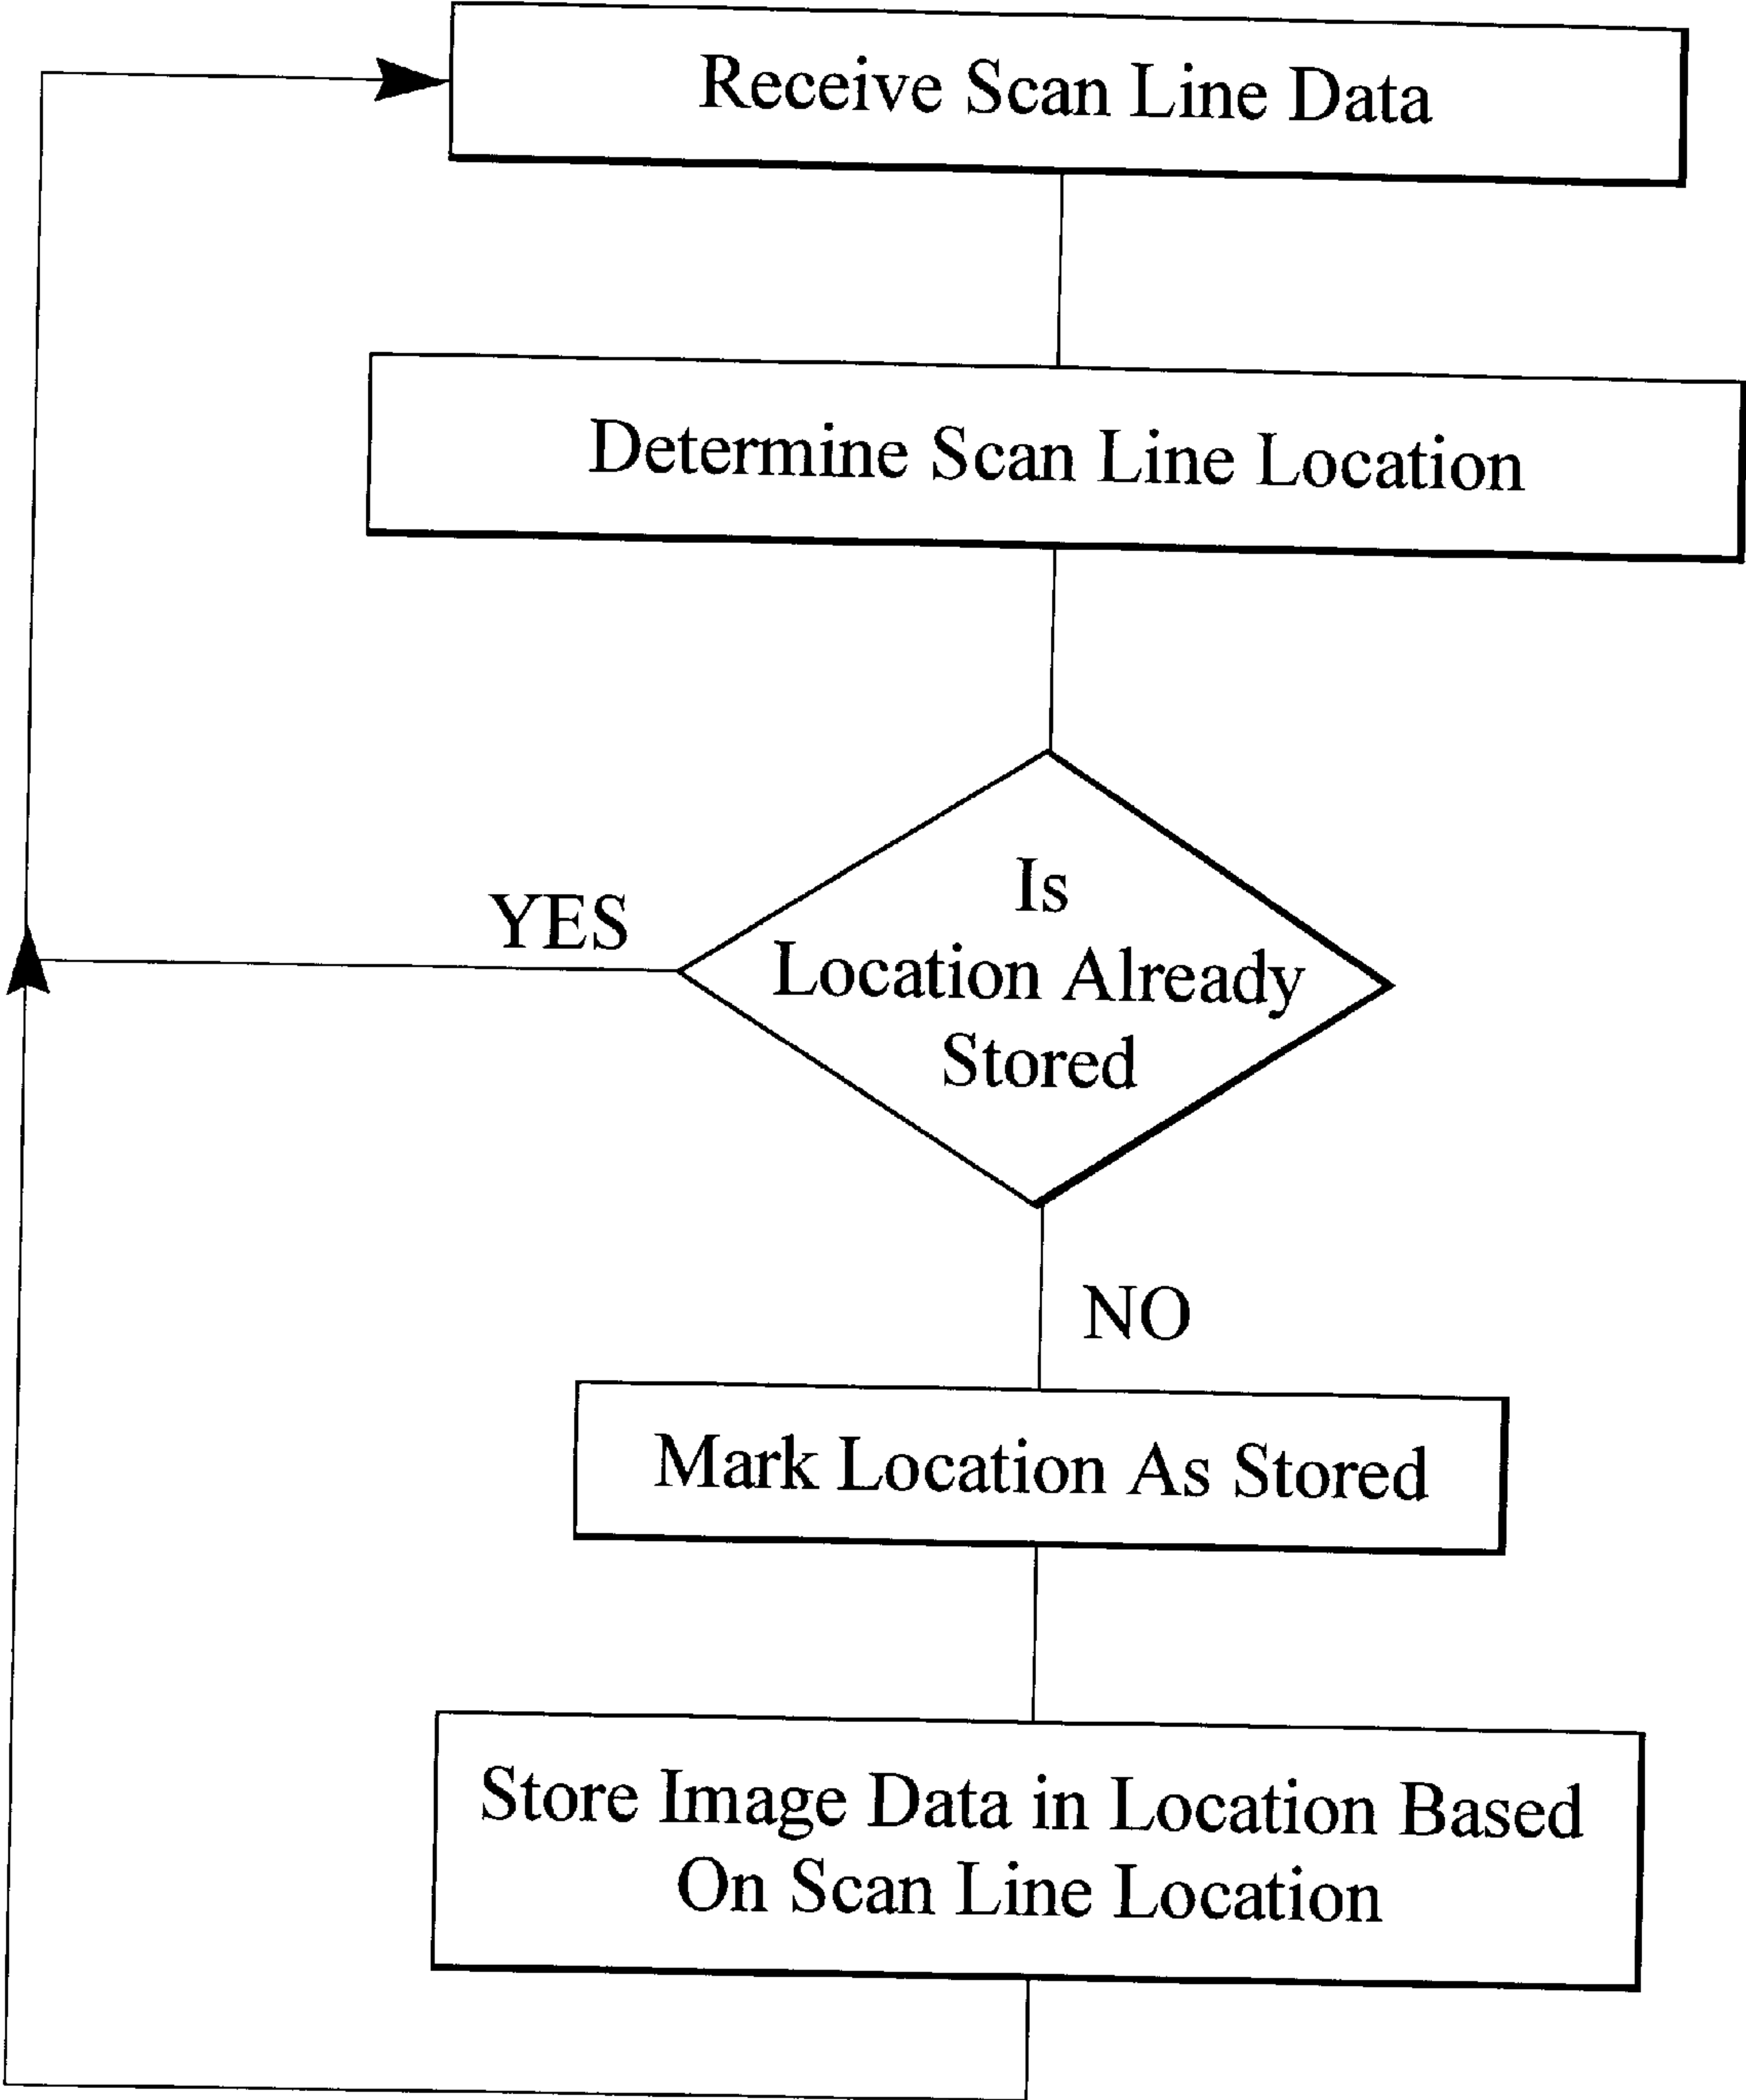 Receive Scan Line Data
Determine Scan Line Location
Is
Location Already
Stored
YES
NO
Mark Location As Stored
Store Image Data in Location Based
On Scan Line Location